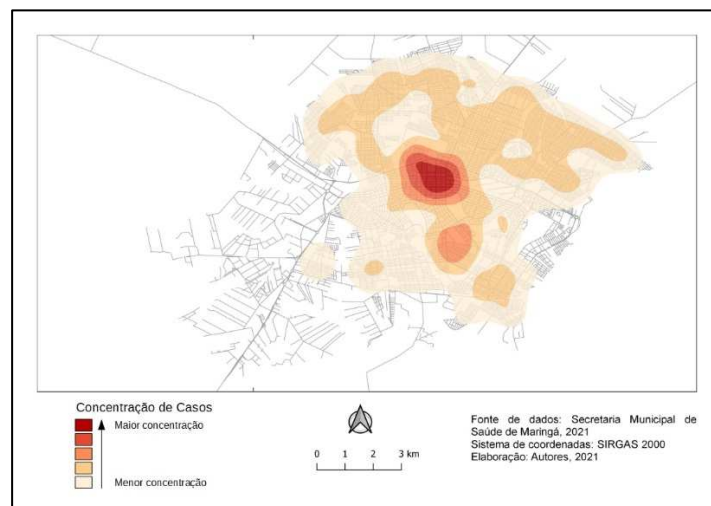 Concentração de Casos
Maior concentração
Menor concentração
0 1 2 3 km
Fonte de dados: Secretaria Municipal de
Saúde de Maringá, 2021
Sistema de coordenadas: SIRGAS 2000
Elaboração: Autores, 2021